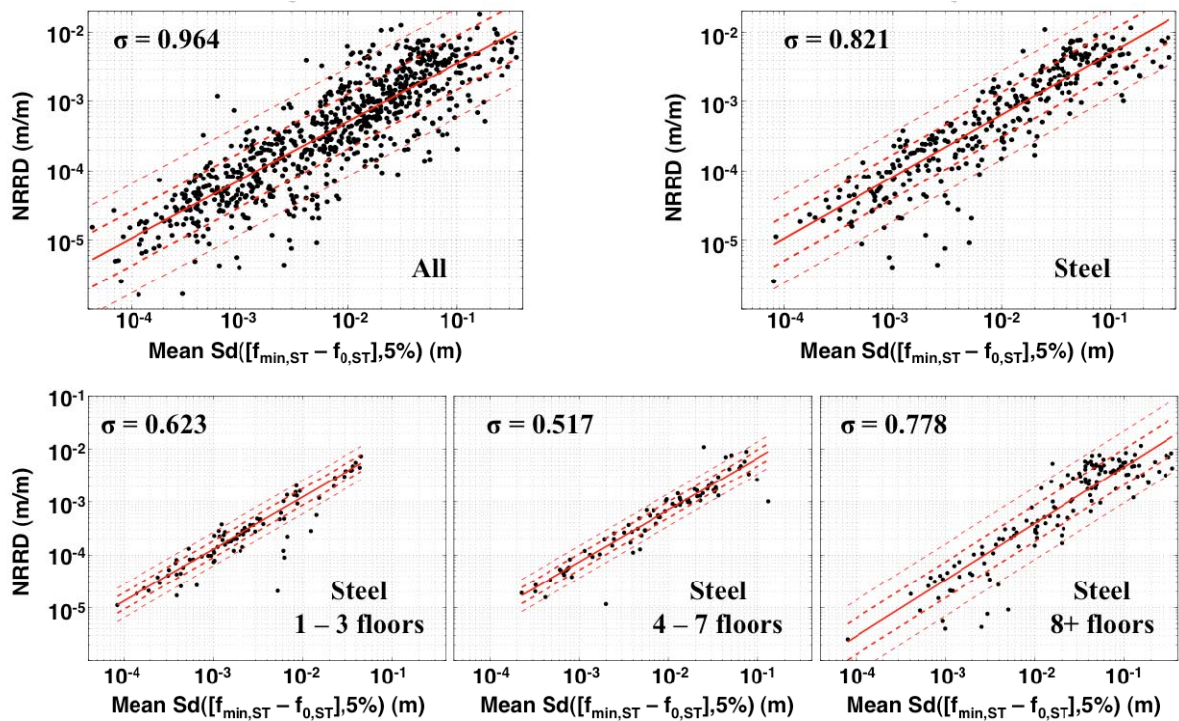 σ = 0.964
10⁻²
10⁻³
10⁻⁴
10⁻⁵
NRRD (m/m)
All
10⁻⁴ 10⁻³ 10⁻² 10⁻¹
Mean Sd([f_min,ST – f_0,ST],5%) (m)
σ = 0.821
10⁻²
10⁻³
10⁻⁴
10⁻⁵
NRRD (m/m)
Steel
10⁻⁴ 10⁻³ 10⁻² 10⁻¹
Mean Sd([f_min,ST – f_0,ST],5%) (m)
10⁻¹
10⁻²
10⁻³
10⁻⁴
10⁻⁵
NRRD (m/m)
σ = 0.623
Steel
1 – 3 floors
10⁻⁴ 10⁻³ 10⁻² 10⁻¹
Mean Sd([f_min,ST – f_0,ST],5%) (m)
σ = 0.517
Steel
4 – 7 floors
10⁻⁴ 10⁻³ 10⁻² 10⁻¹
Mean Sd([f_min,ST – f_0,ST],5%) (m)
σ = 0.778
Steel
8+ floors
10⁻⁴ 10⁻³ 10⁻² 10⁻¹
Mean Sd([f_min,ST – f_0,ST],5%) (m)